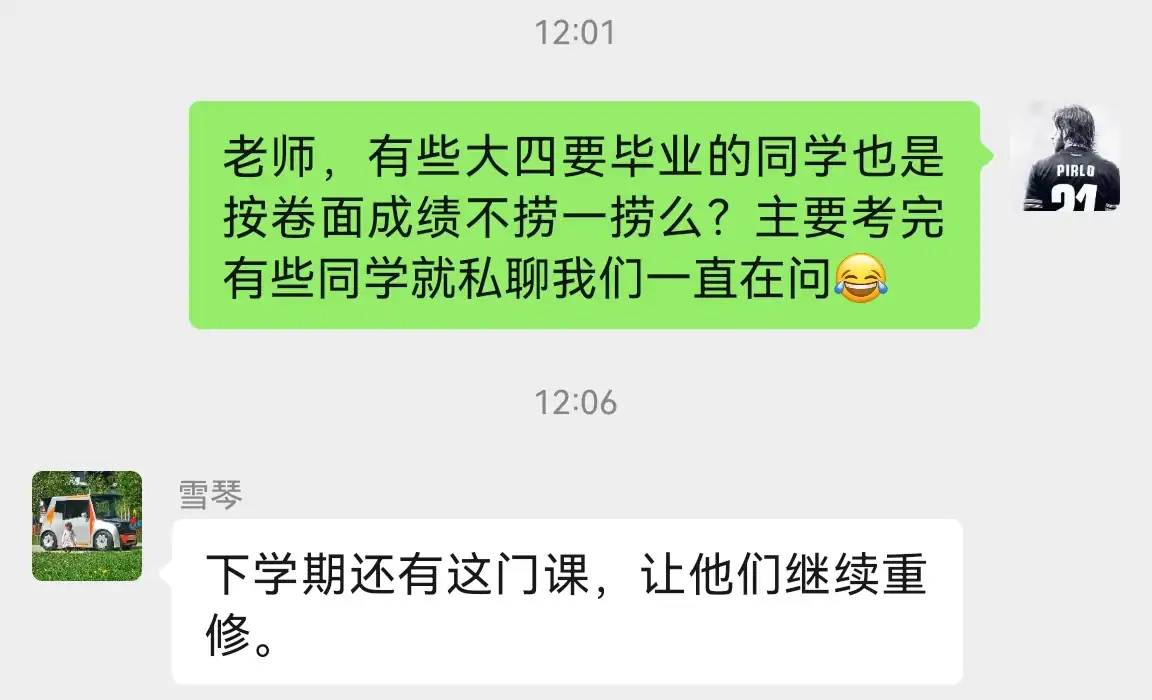 12:01
老师，有些大四要毕业的同学也是
按卷面成绩不捞一捞么？主要考完
有些同学就私聊我们一直在问😂
PIRLO
21
12:06
雪琴
下学期还有这门课，让他们继续重
修。